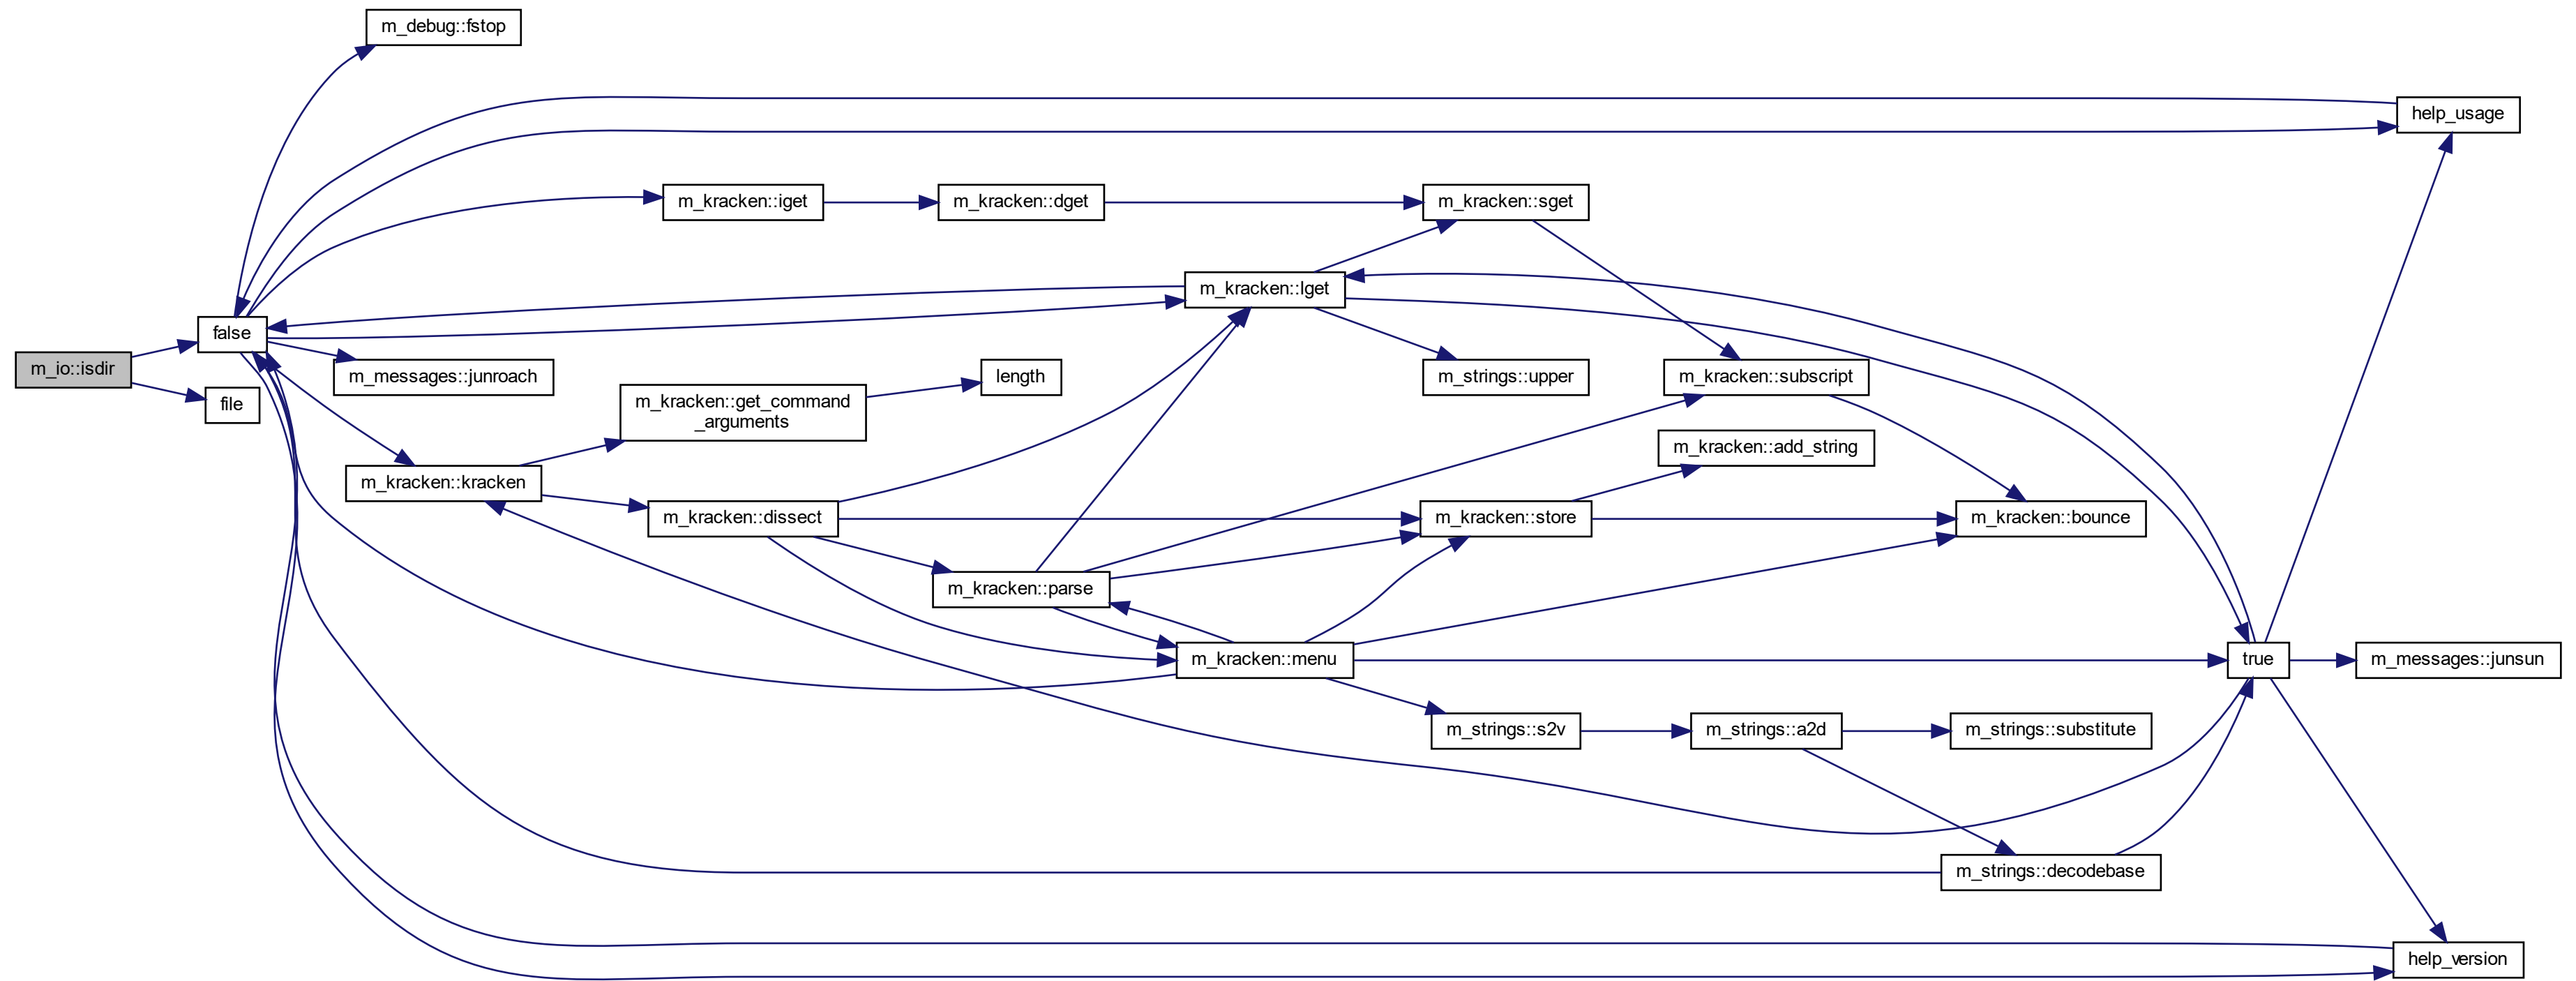 m_debug::fstop
help_usage
m_kracken::iget
m_kracken::dget
m_kracken::sget
m_kracken::lget
false
m_io::isdir
m_messages::junroach
length
m_strings::upper
m_kracken::subscript
file
m_kracken::get_command
_arguments
m_kracken::add_string
m_kracken::kracken
m_kracken::dissect
m_kracken::store
m_kracken::bounce
m_kracken::parse
m_kracken::menu
true
m_messages::junsun
m_strings::s2v
m_strings::a2d
m_strings::substitute
m_strings::decodebase
help_version